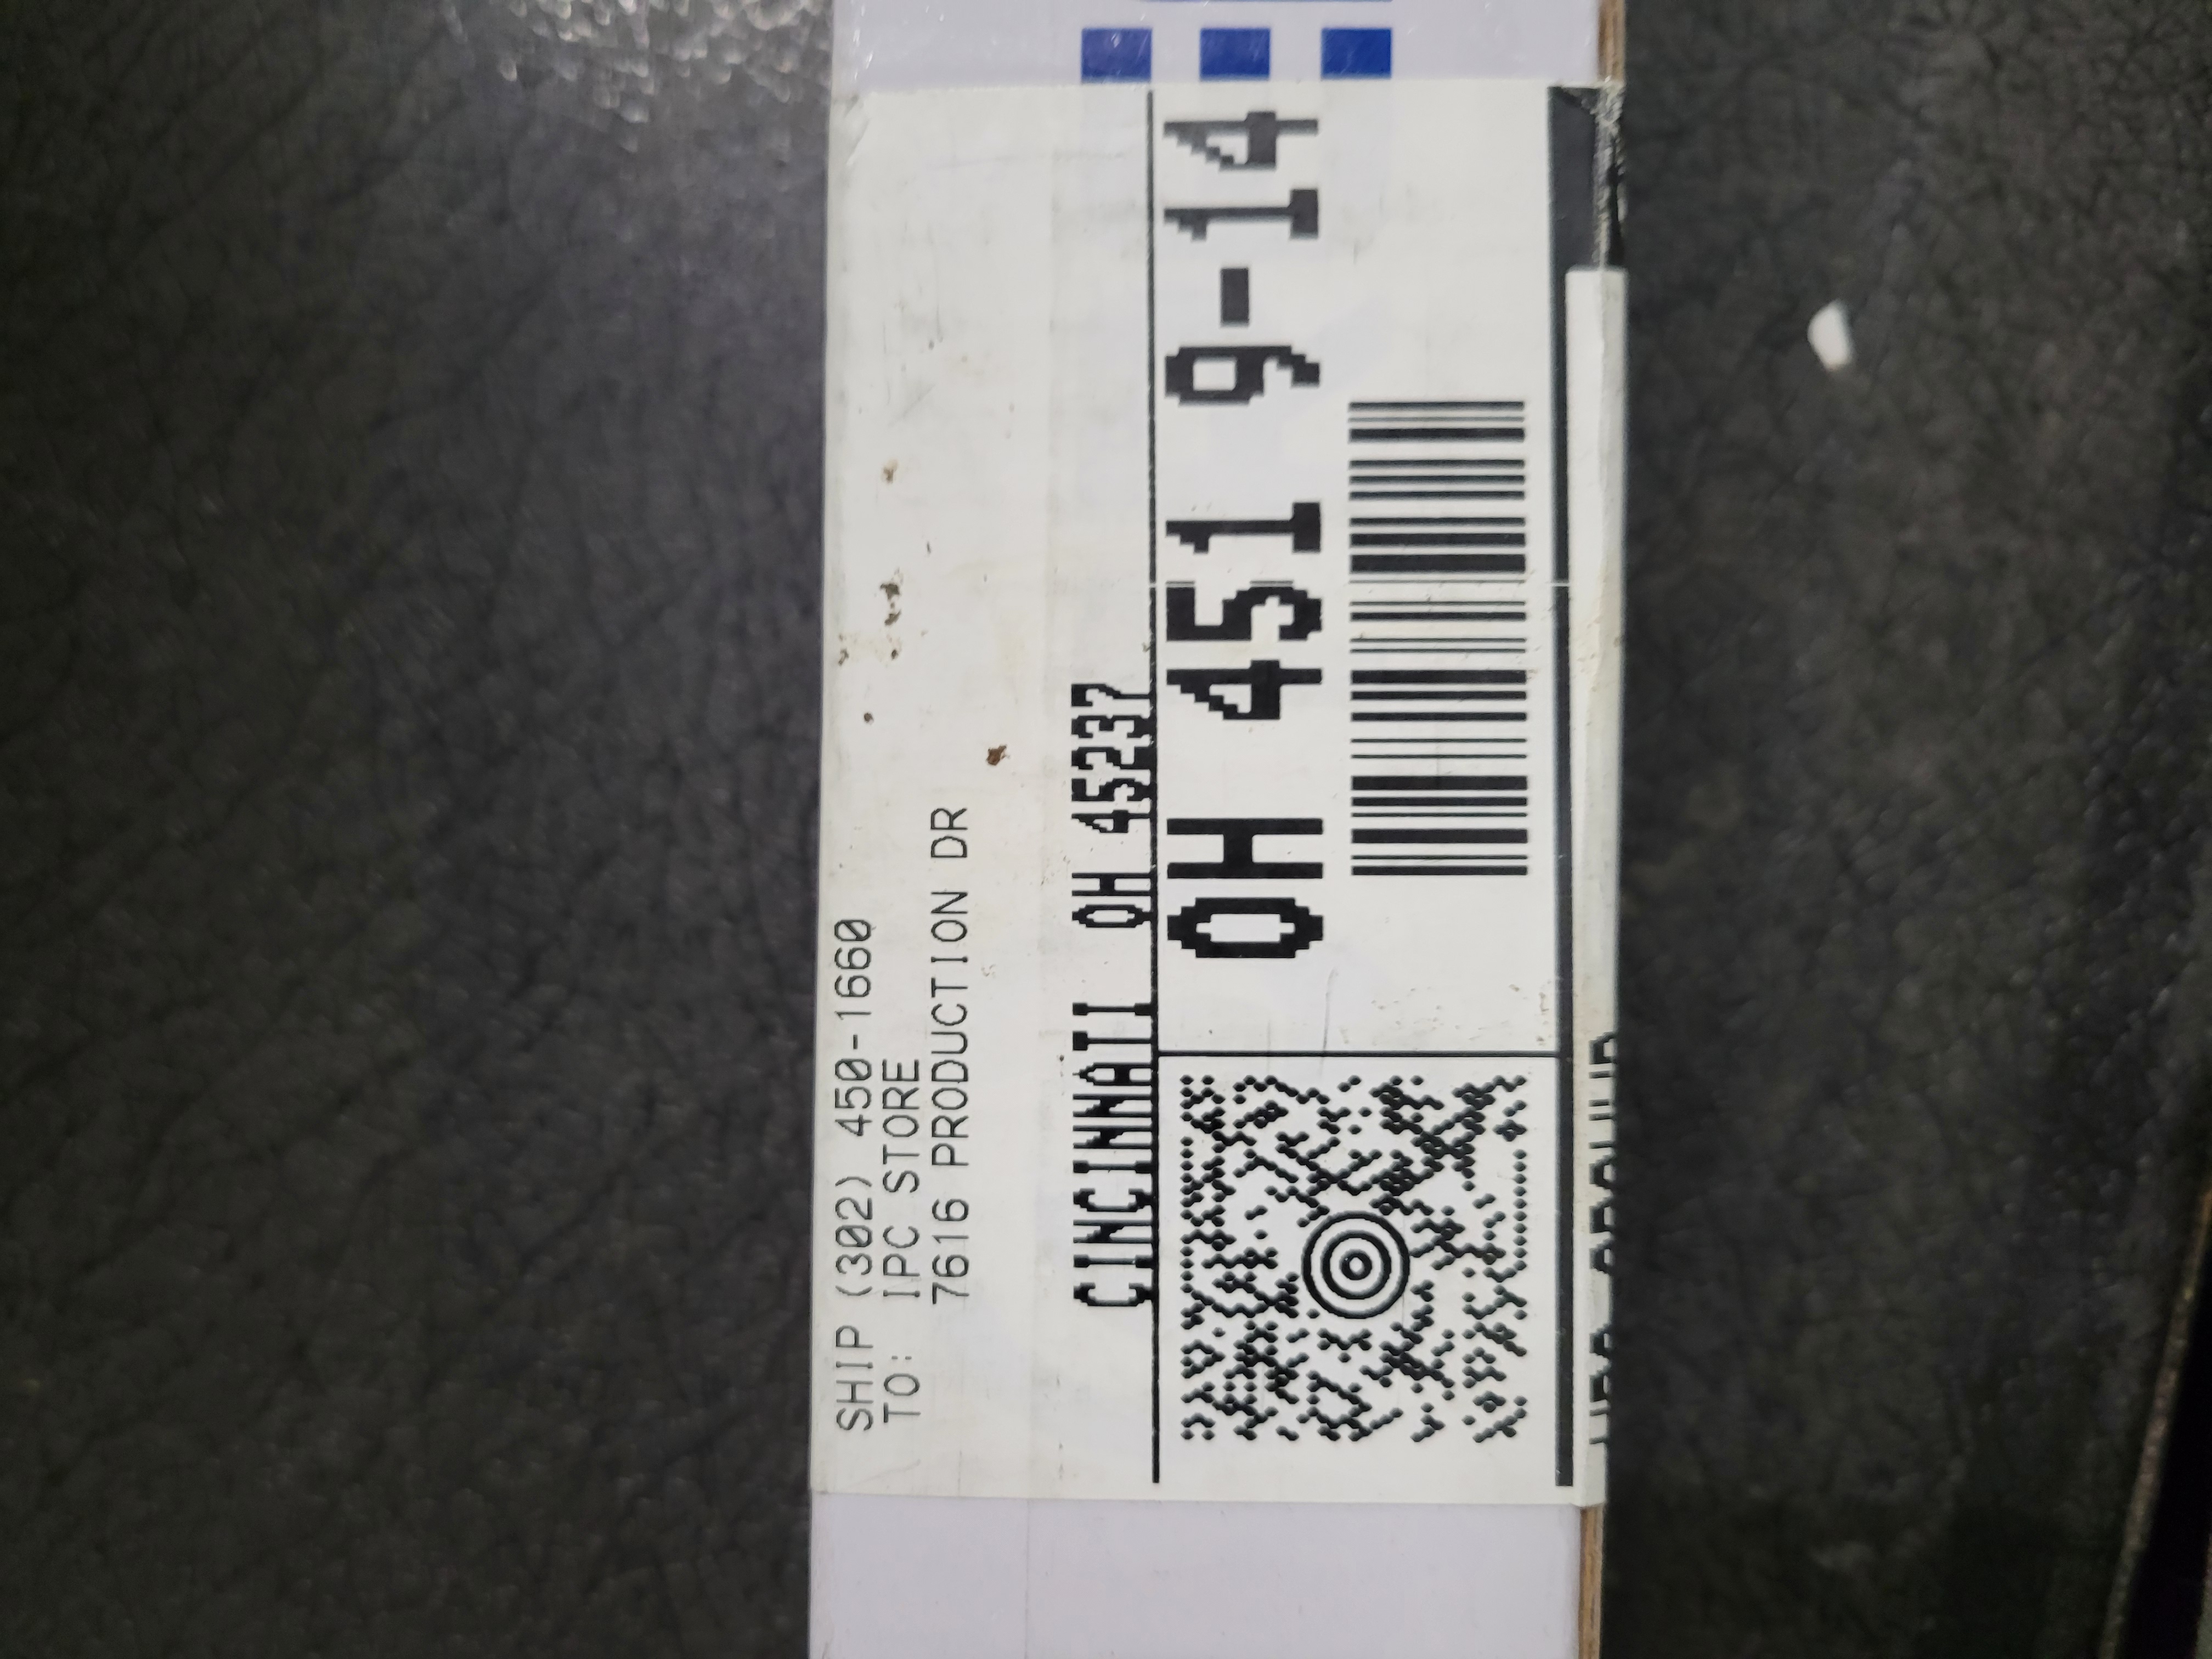 SHIP (302) 450-1660
TO: IPC STORE
7616 PRODUCTION DR
CINCINNATI OH 45237
OH 451 9-14